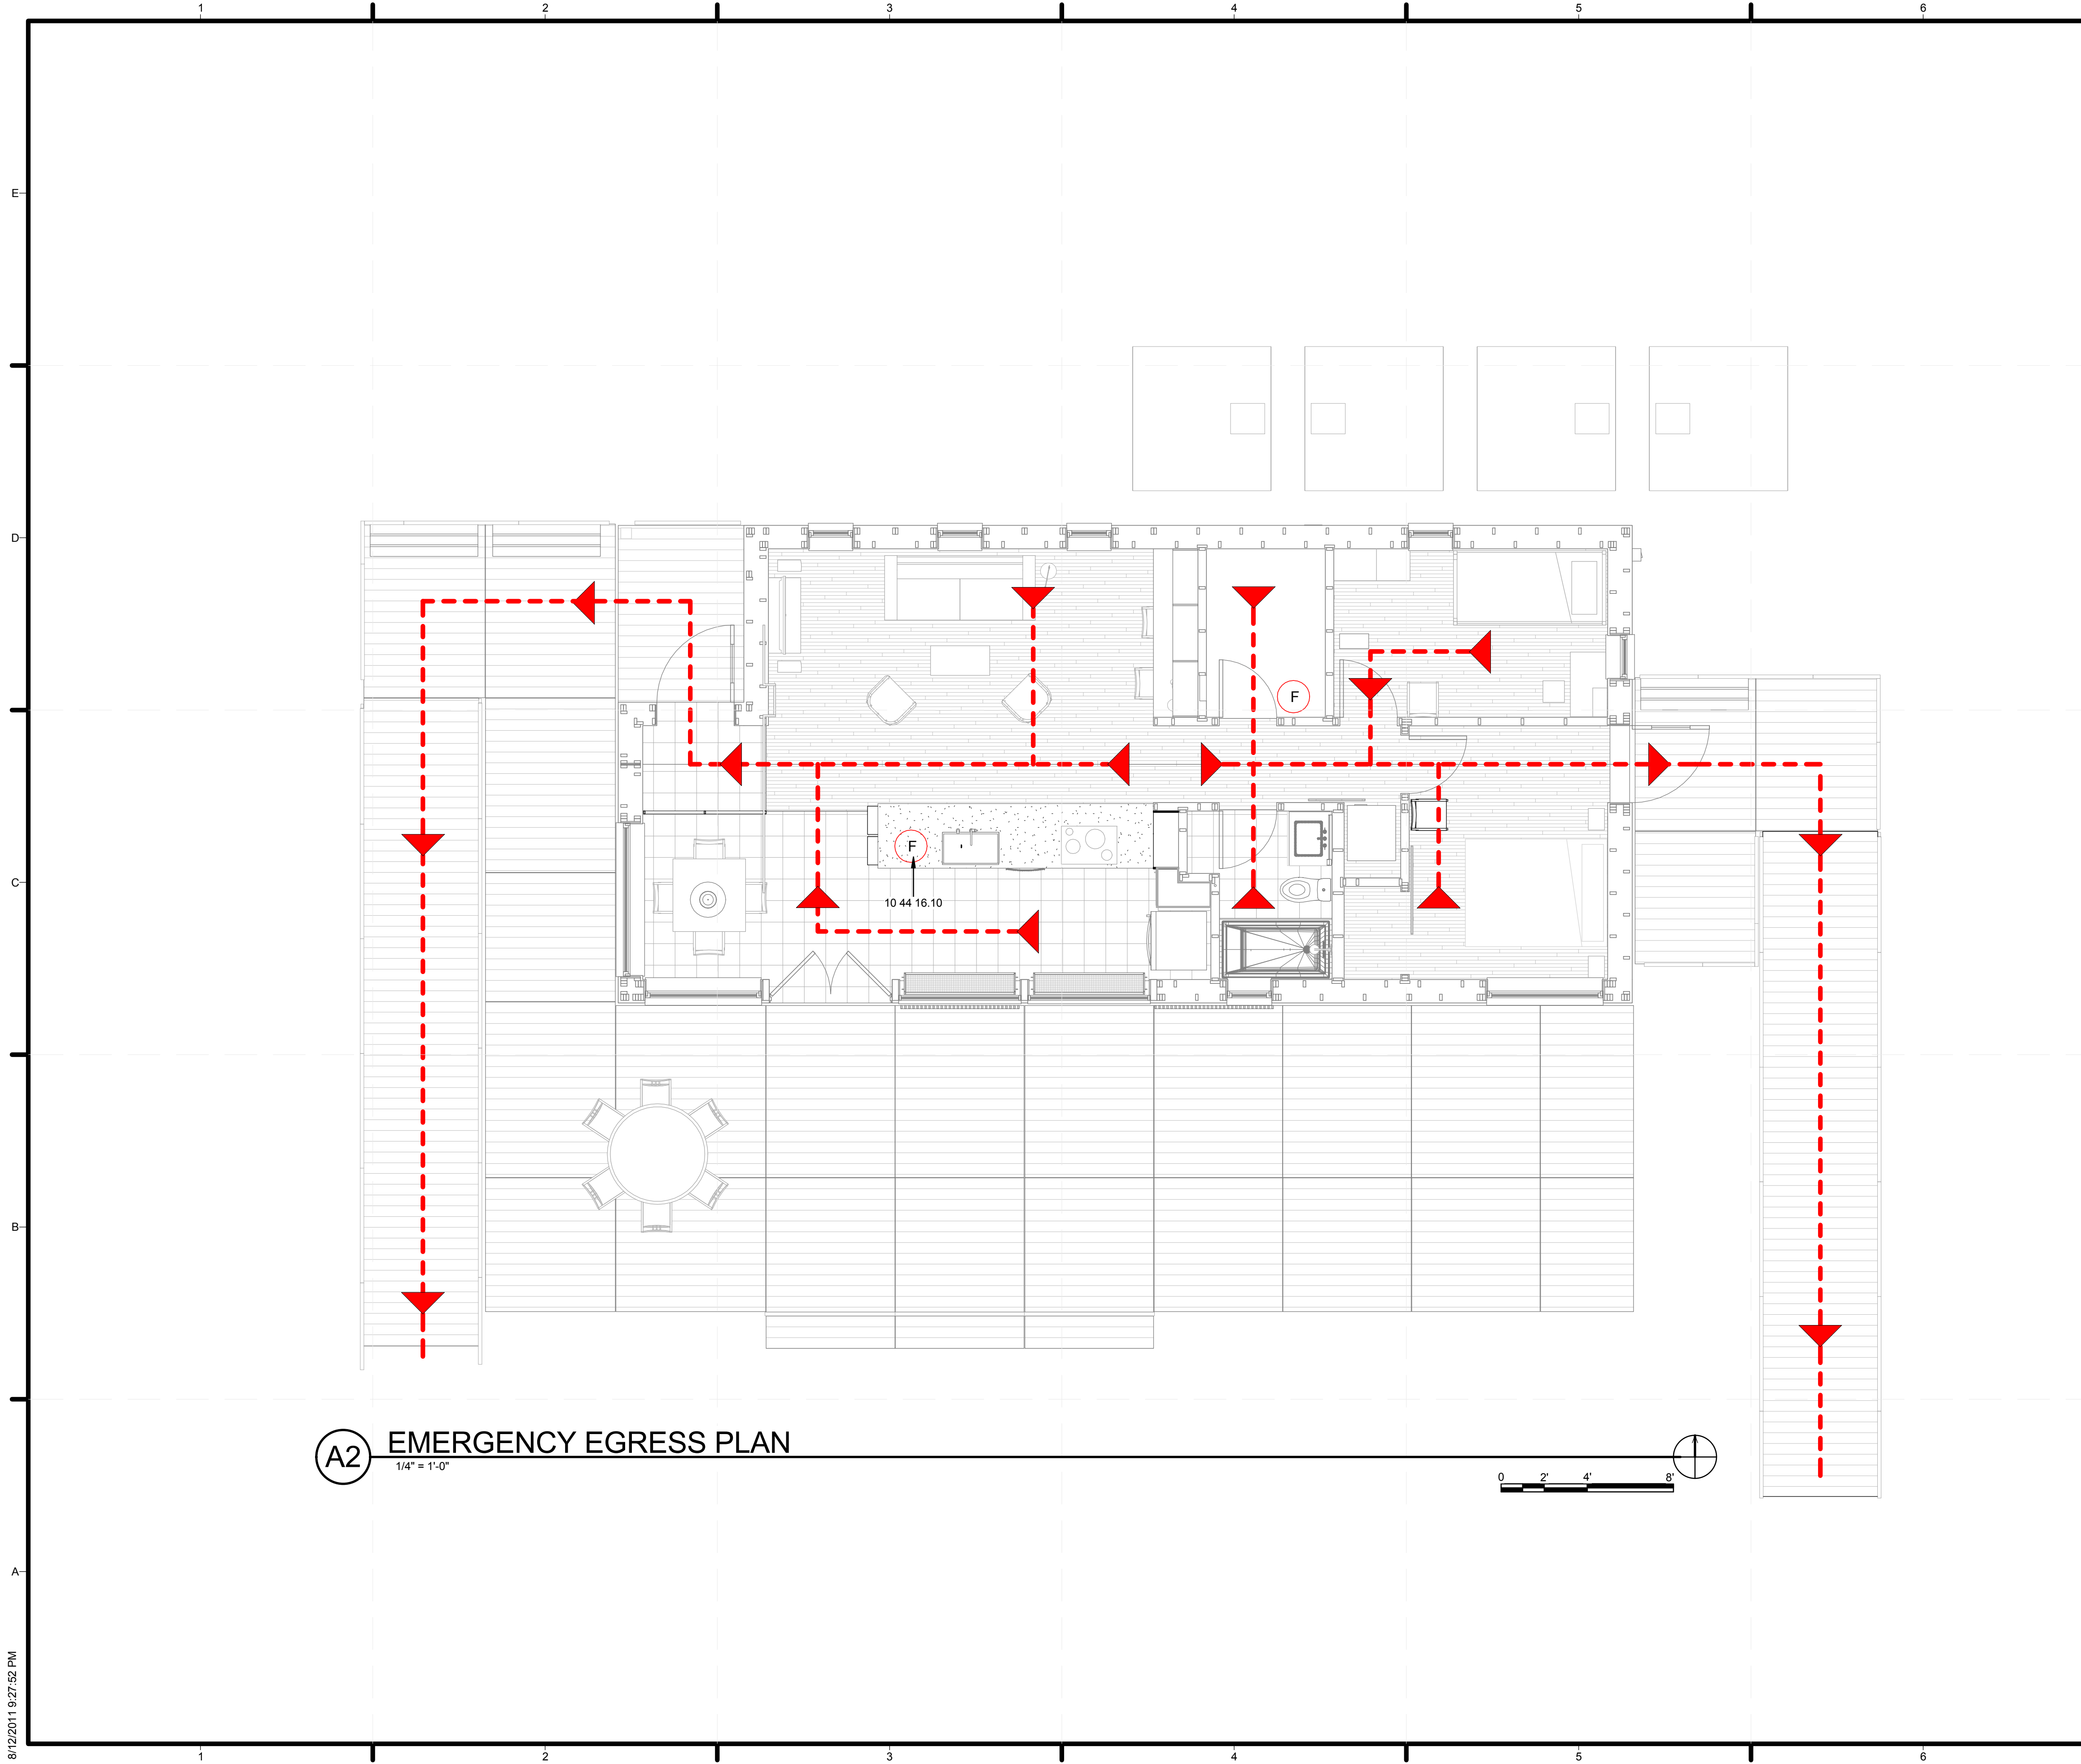 1 2 3 4 5 6
E
D
F
C
F
10 44 16.10
B
A2 EMERGENCY EGRESS PLAN
1/4" = 1'-0"
0 2' 4' 8'
A
8/12/2011 9:27:52 PM
1 2 3 4 5 6